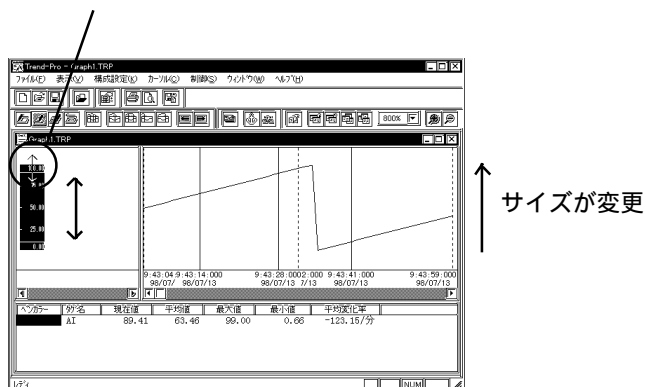 Trend-Pro - Graph1.TRP
ファイル(F) 表示(V) 構成設定(K) カーソル(C) 制御(S) ウィンドウ(W) ヘルプ(H)
800%
Graph1.TRP
100.00
75.00
50.00
25.00
0.00
サイズが変更
9:43:04 9:43:14:000 9:43:28:000 2:000 9:43:41:000 9:43:59:000
98/07/ 98/07/13 98/07/13 7/13 98/07/13 98/07/13
ペンカラー タグ名 現在値 平均値 最大値 最小値 平均変化率
AI 89.41 63.46 99.00 0.66 -123.15/分
レディ NUM